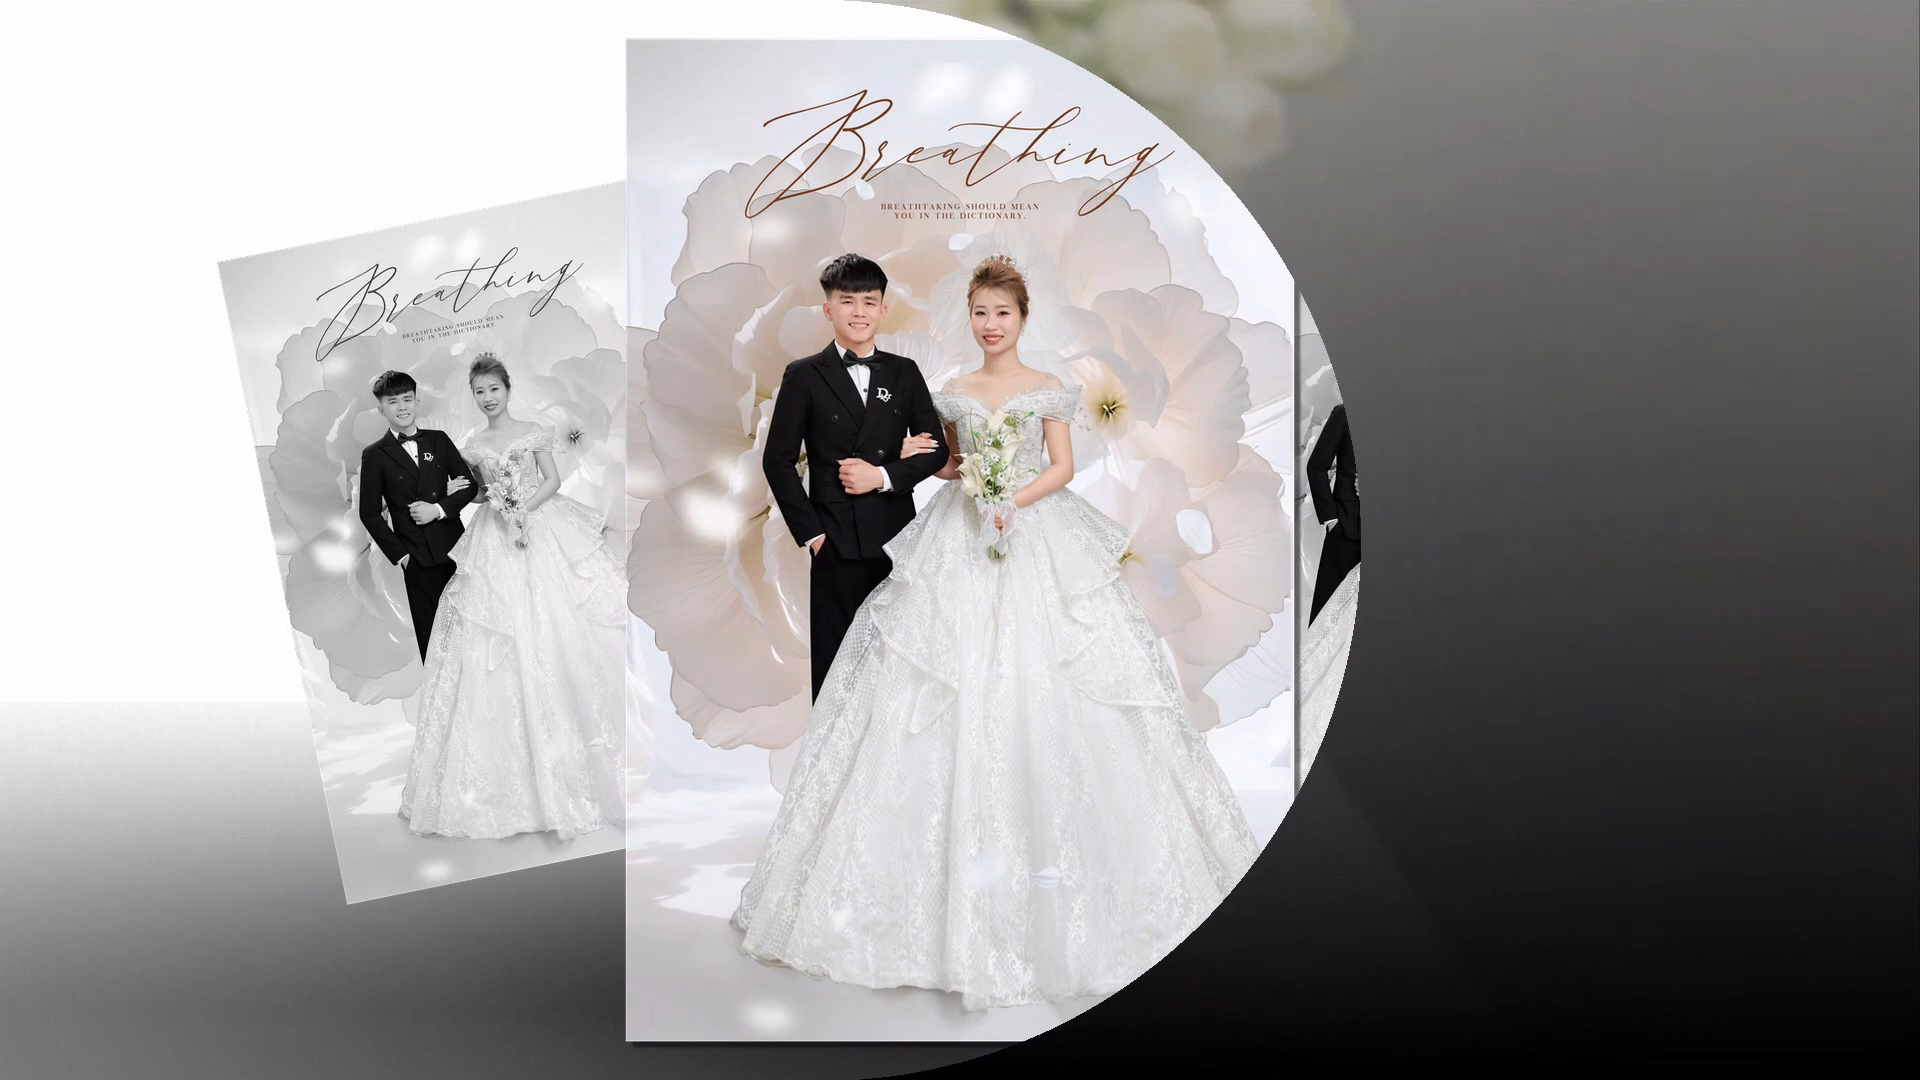 Breathing
BREATHTAKING SHOULD MEAN
YOU IN THE DICTIONARY.
Breathing
BREATHTAKING SHOULD MEAN
YOU IN THE DICTIONARY.